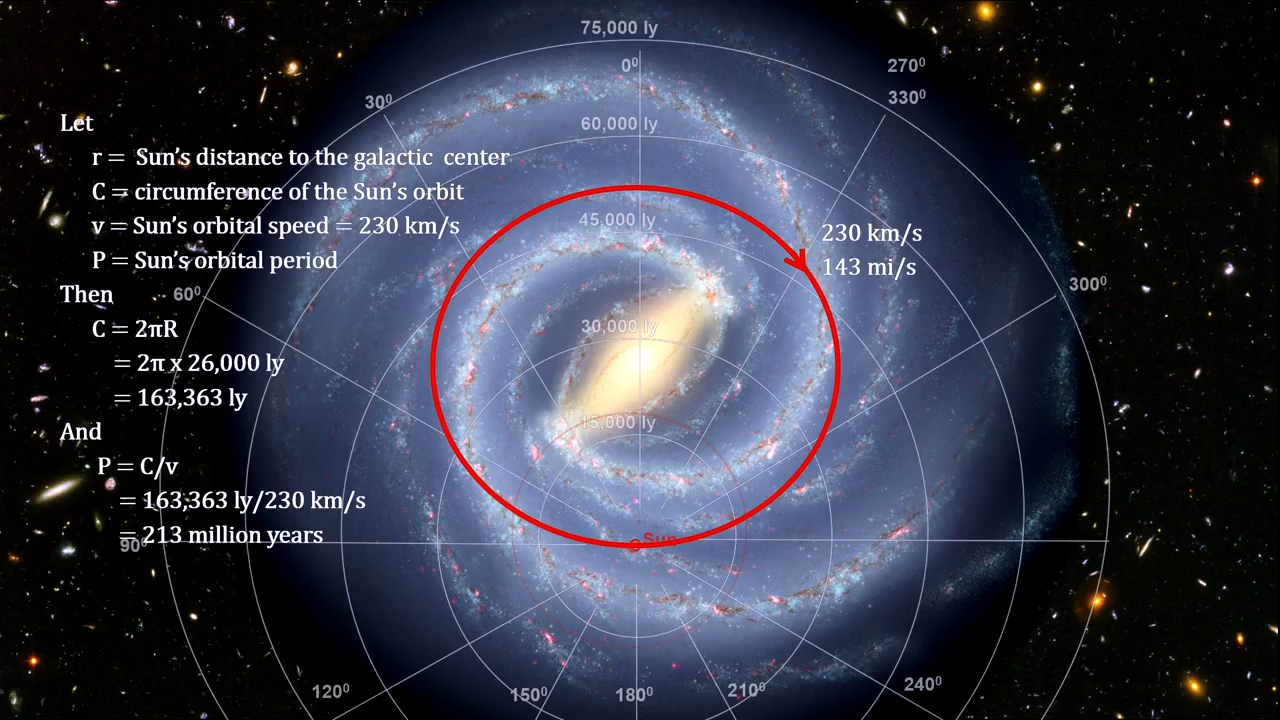 Let
r = Sun's distance to the galactic center
C = circumference of the Sun's orbit
v = Sun's orbital speed = 230 km/s
P = Sun's orbital period
Then
C = 2πR
= 2π x 26,000 ly
= 163,363 ly
And
P = C/v
= 163,363 ly/230 km/s
= 213 million years
75,000 ly
0⁰
270⁰
330⁰
30⁰
60,000 ly
45,000 ly
230 km/s
143 mi/s
60⁰
300⁰
30,000 ly
15,000 ly
Sun
90⁰
120⁰
150⁰
180⁰
210⁰
240⁰